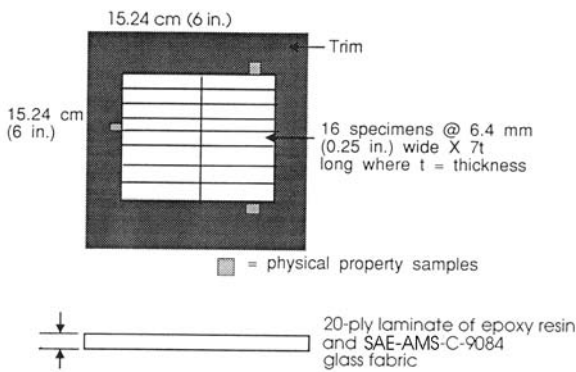 15.24 cm (6 in.)
Trim
15.24 cm
(6 in.)
16 specimens @ 6.4 mm
(0.25 in.) wide X 7t
long where t = thickness
= physical property samples
20-ply laminate of epoxy resin
and SAE-AMS-C-9084
glass fabric